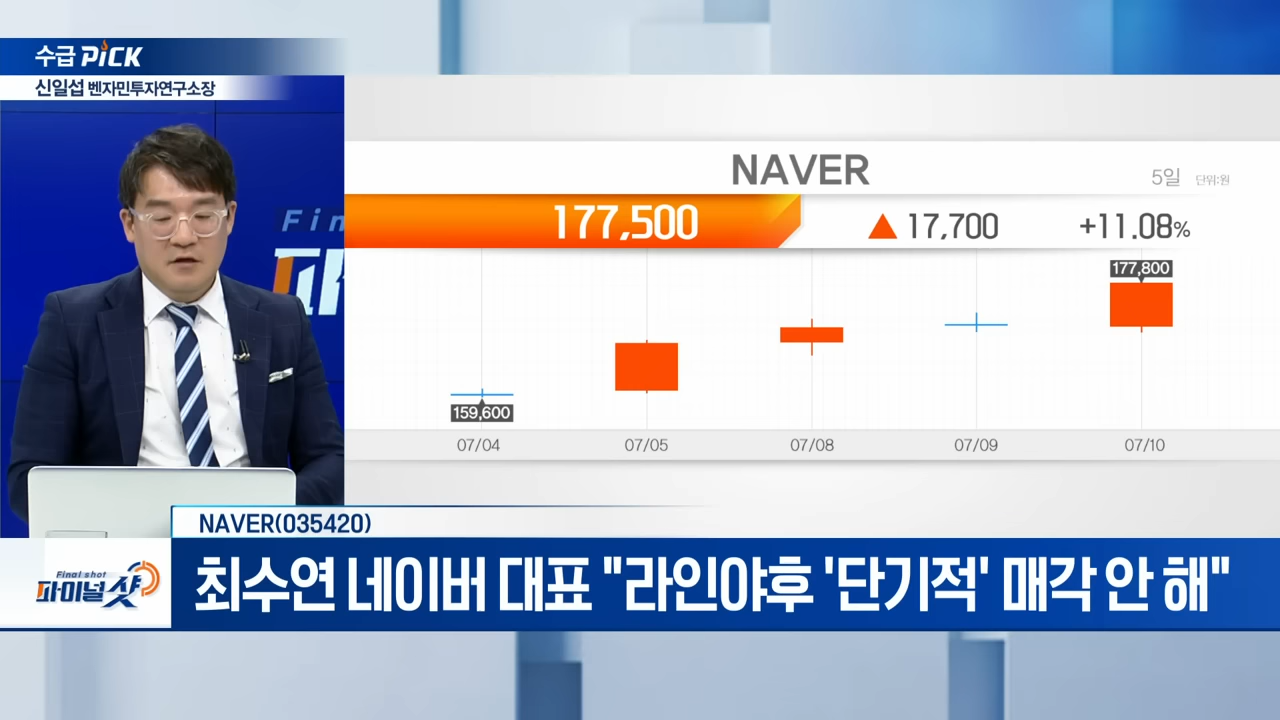 수급 PiCK
신일섭 벤자민투자연구소장
Fin
파
NAVER
5일 단위:원
177,500 ▲ 17,700 +11.08%
177,800
159,600
07/04 07/05 07/08 07/09 07/10
NAVER(035420)
Final shot
파이널샷
최수연 네이버 대표 "라인야후 '단기적' 매각 안 해"